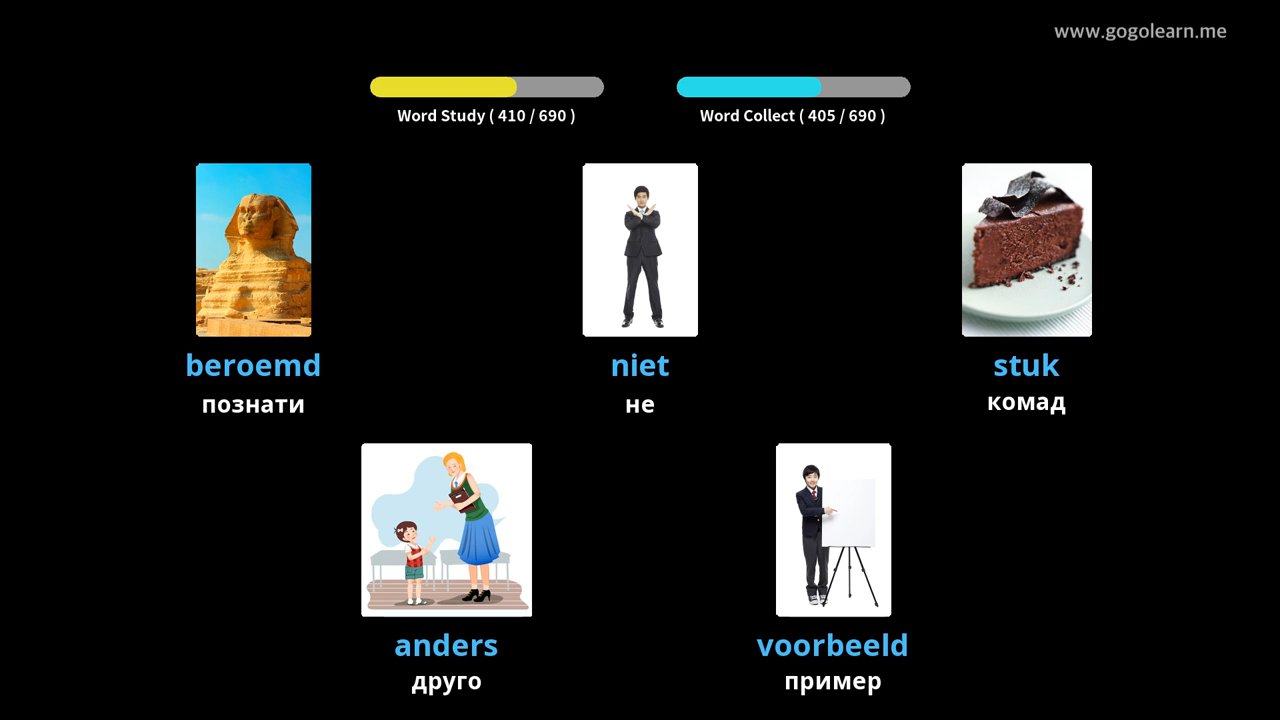 www.gogolearn.me
Word Study ( 410 / 690 )
Word Collect ( 405 / 690 )
beroemd
познати
niet
не
stuk
комад
anders
друго
voorbeeld
пример